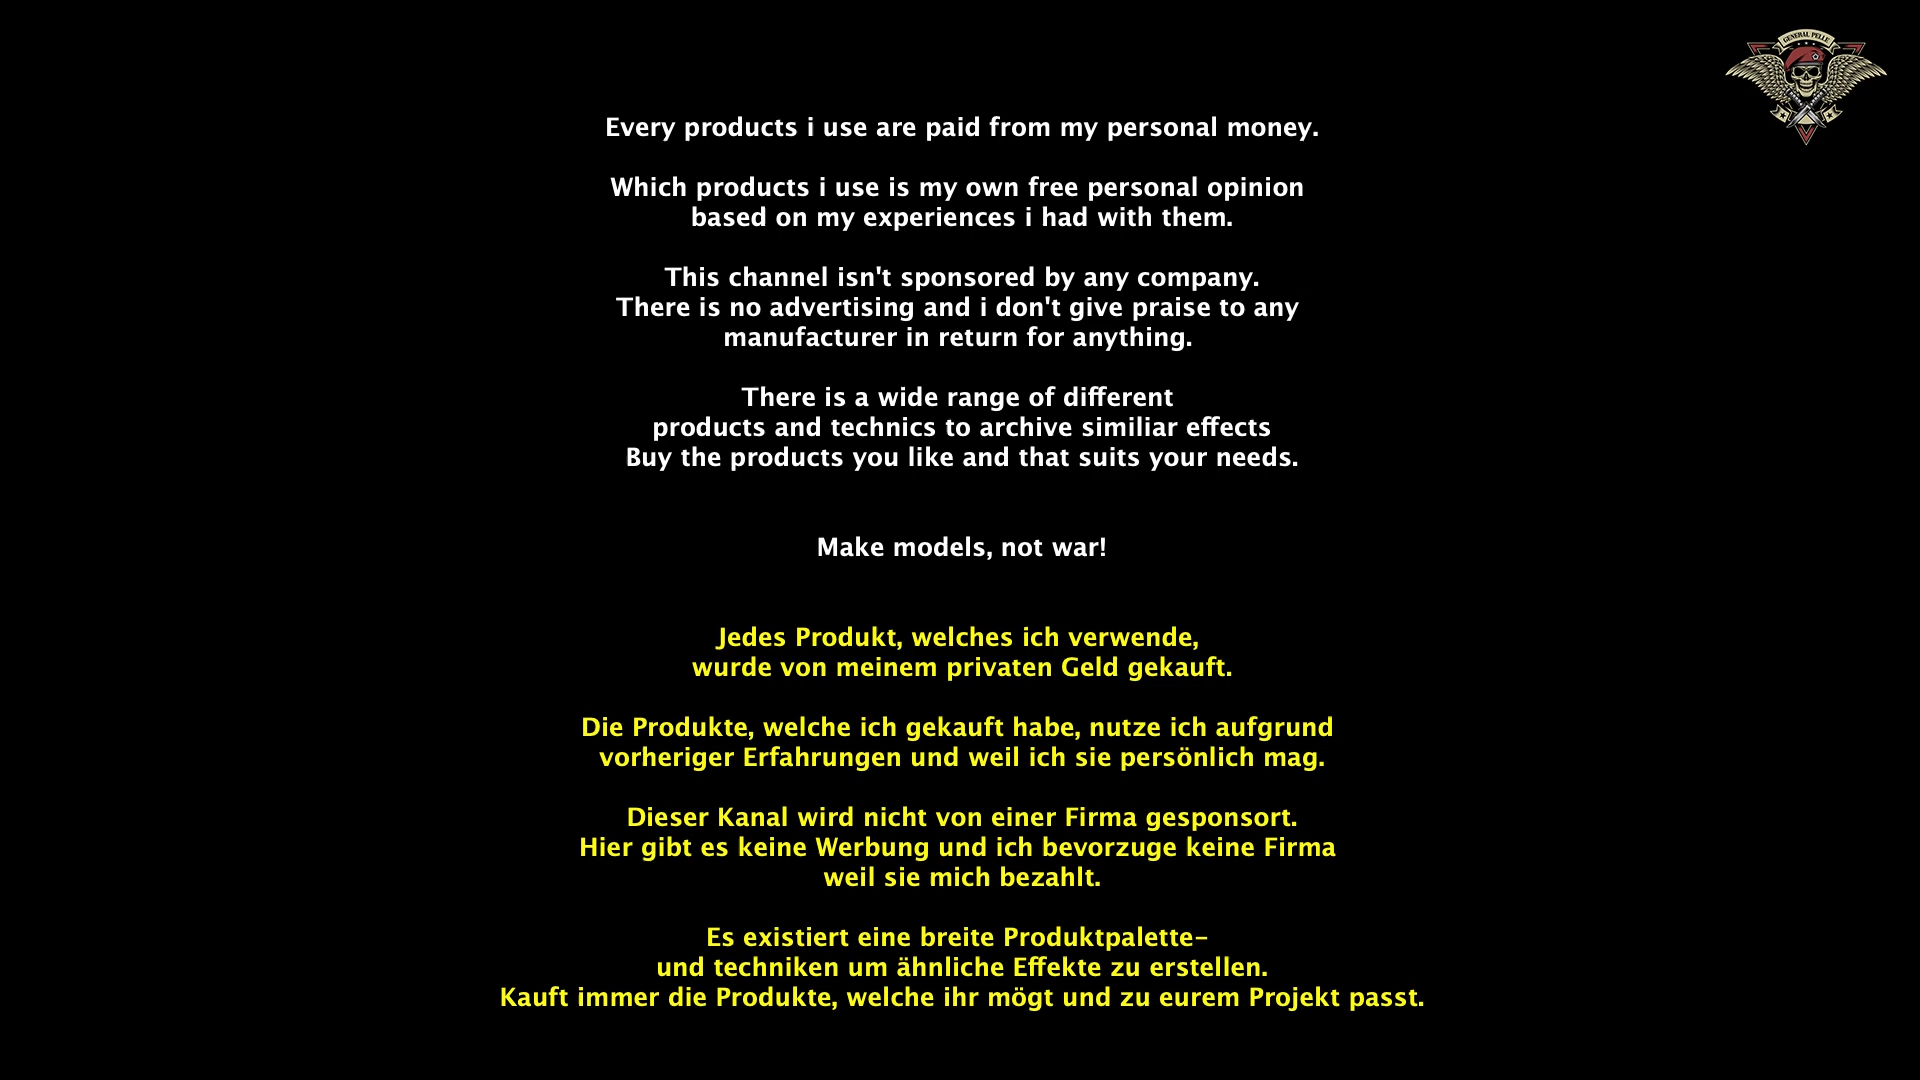 GENERAL PELLE
Every products i use are paid from my personal money.
Which products i use is my own free personal opinion
based on my experiences i had with them.
This channel isn't sponsored by any company.
There is no advertising and i don't give praise to any
manufacturer in return for anything.
There is a wide range of different
products and technics to archive similiar effects
Buy the products you like and that suits your needs.
Make models, not war!
Jedes Produkt, welches ich verwende,
wurde von meinem privaten Geld gekauft.
Die Produkte, welche ich gekauft habe, nutze ich aufgrund
vorheriger Erfahrungen und weil ich sie persönlich mag.
Dieser Kanal wird nicht von einer Firma gesponsort.
Hier gibt es keine Werbung und ich bevorzuge keine Firma
weil sie mich bezahlt.
Es existiert eine breite Produktpalette-
und techniken um ähnliche Effekte zu erstellen.
Kauft immer die Produkte, welche ihr mögt und zu eurem Projekt passt.